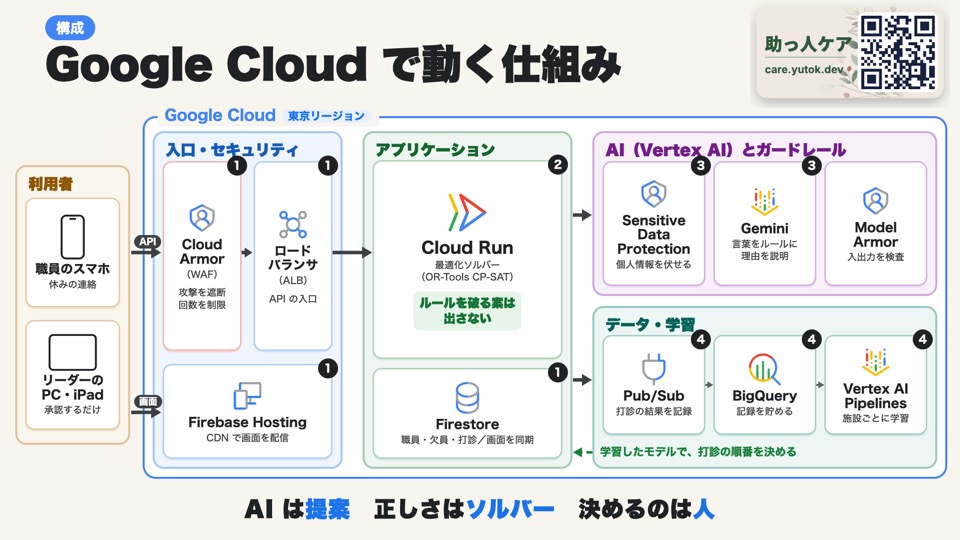 構成
Google Cloud で動く仕組み
助っ人ケア
care.yutok.dev
Google Cloud 東京リージョン
利用者
職員のスマホ
休みの連絡
リーダーの
PC・iPad
承認するだけ
API
画面
入口・セキュリティ
1
Cloud
Armor
（WAF）
攻撃を遮断
回数を制限
1
ロード
バランサ
（ALB）
API の入口
1
Firebase Hosting
CDN で画面を配信
アプリケーション
2
Cloud Run
最適化ソルバー
（OR-Tools CP-SAT）
ルールを破る案は
出さない
1
Firestore
職員・欠員・打診／画面を同期
AI（Vertex AI）とガードレール
3
Sensitive
Data
Protection
個人情報を伏せる
3
Gemini
言葉をルールに
理由を説明
Model
Armor
入出力を検査
データ・学習
4
Pub/Sub
打診の結果を記録
4
BigQuery
記録を貯める
4
Vertex AI
Pipelines
施設ごとに学習
学習したモデルで、打診の順番を決める
AI は提案 正しさはソルバー 決めるのは人